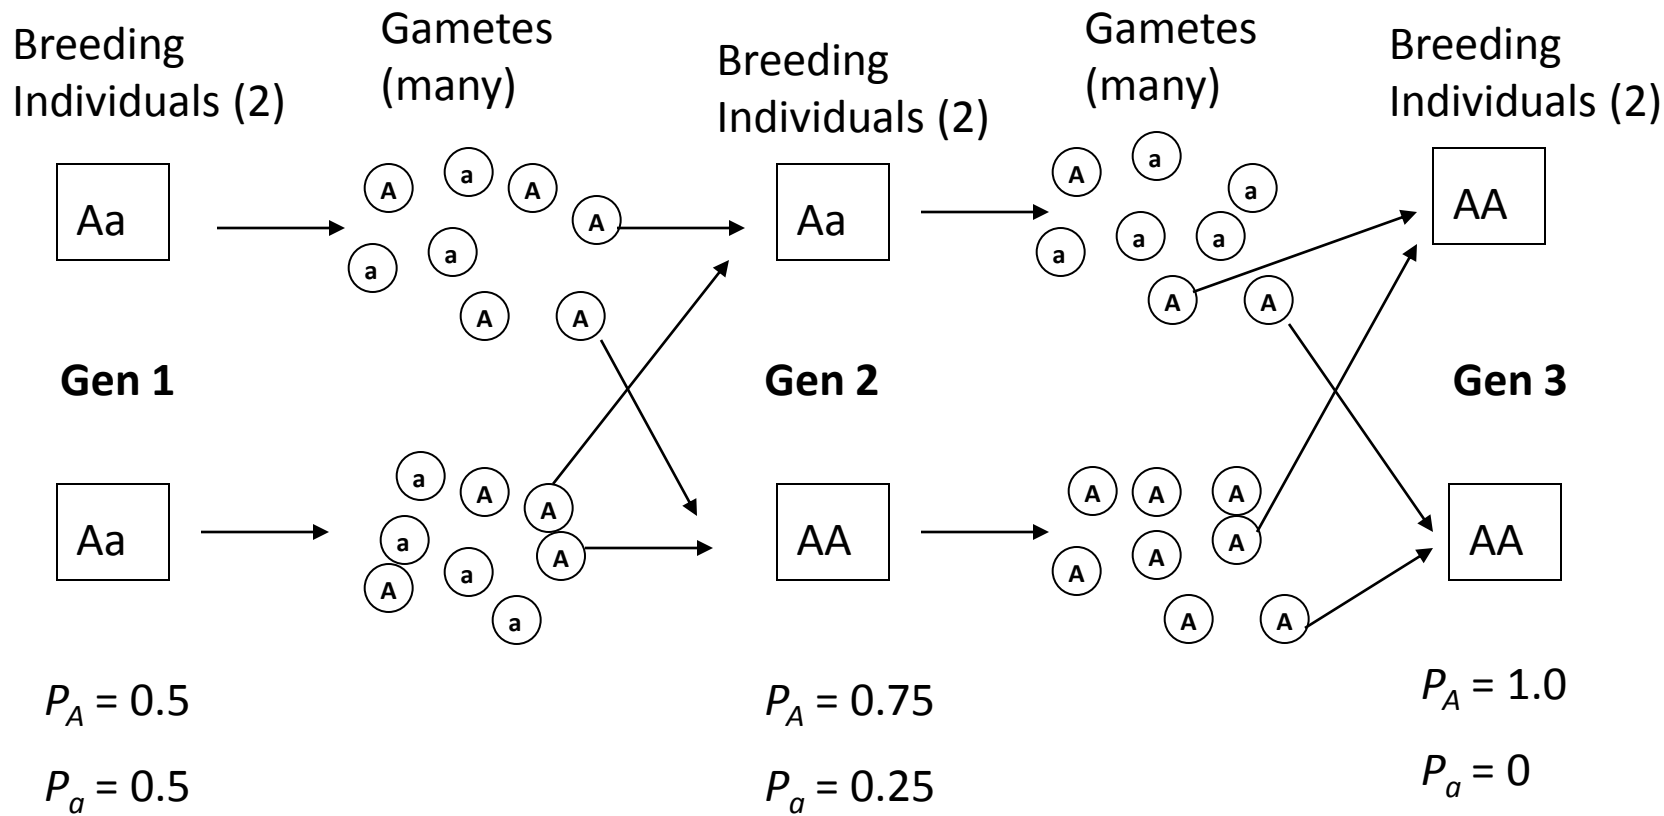 Breeding
Individuals (2)
Gametes
(many)
Breeding
Individuals (2)
Gametes
(many)
Breeding
Individuals (2)
Aa
A
a
A
A
a
a
A
A
Aa
A
a
a
a
a
a
A
A
AA
Gen 1
Gen 2
Gen 3
Aa
a
A
A
a
A
A
a
a
AA
A
A
A
A
A
A
A
A
AA
P_A = 0.5
P_a = 0.5
P_A = 0.75
P_a = 0.25
P_A = 1.0
P_a = 0